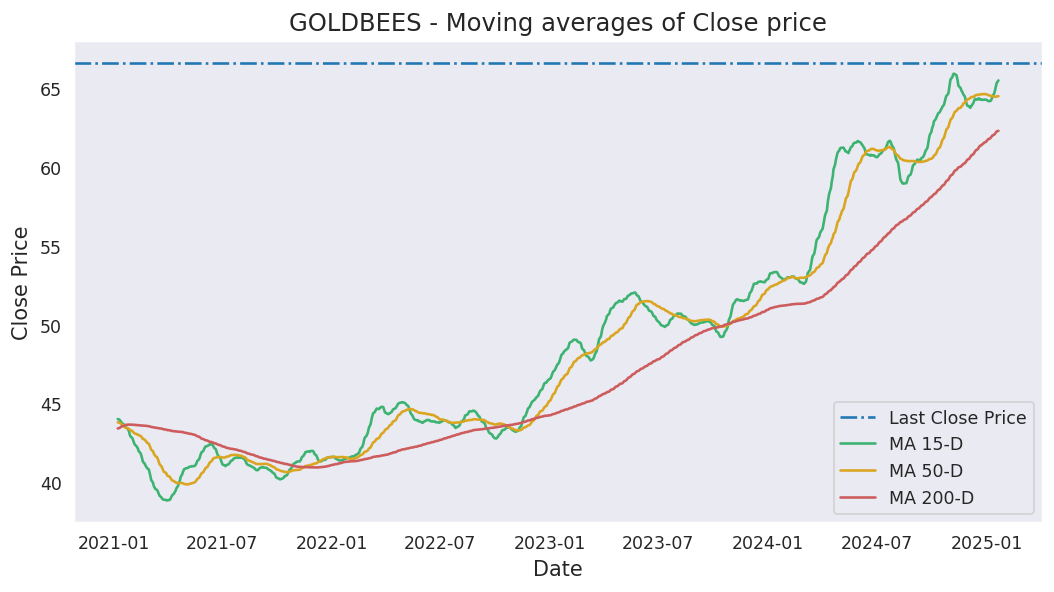 GOLDBEES - Moving averages of Close price
Close Price
65
60
55
50
45
40
Last Close Price
MA 15-D
MA 50-D
MA 200-D
2021-01 2021-07 2022-01 2022-07 2023-01 2023-07 2024-01 2024-07 2025-01
Date